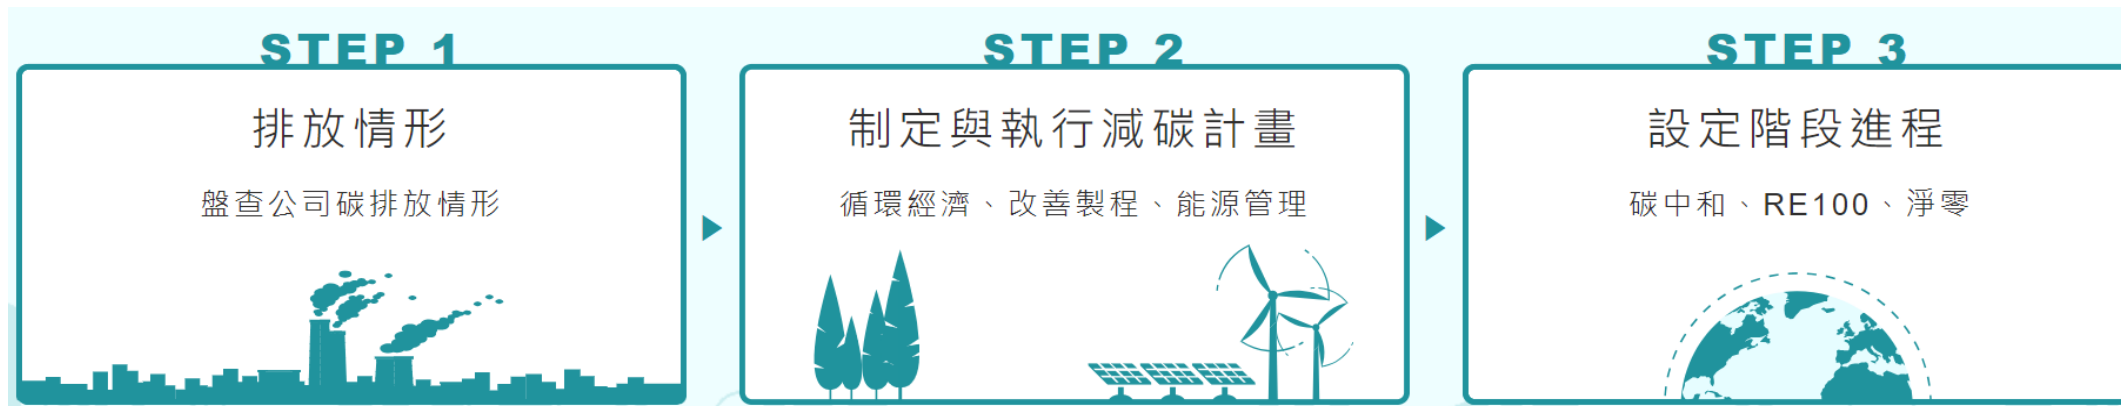 STEP 1
排放情形
盤查公司碳排放情形
STEP 2
制定與執行減碳計畫
循環經濟、改善製程、能源管理
STEP 3
設定階段進程
碳中和、RE100、淨零